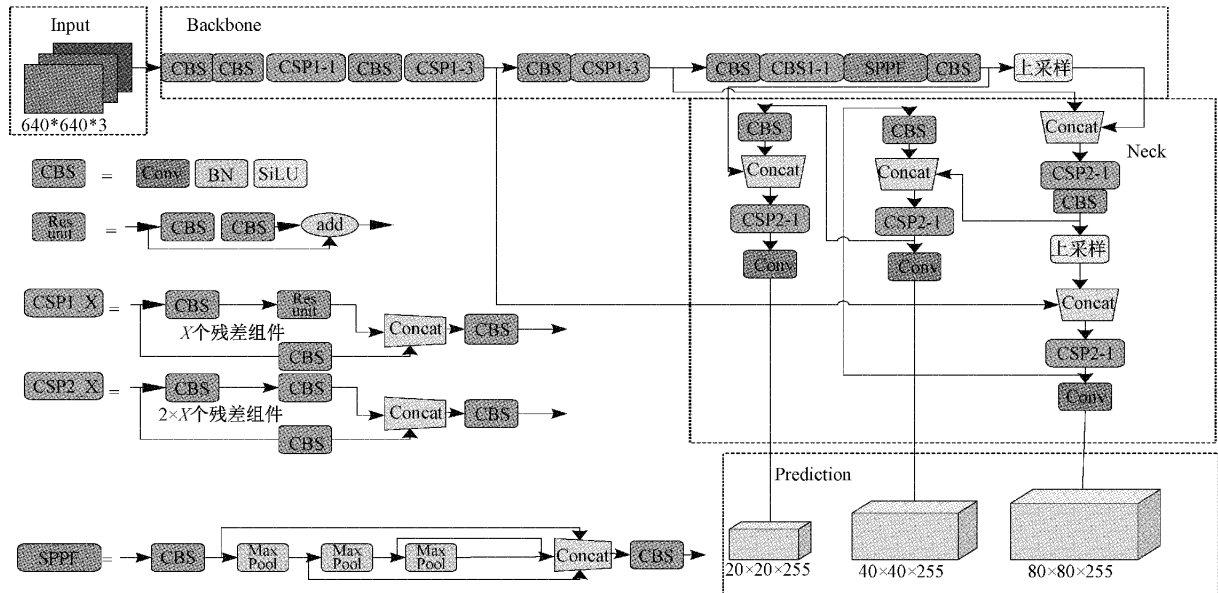 Input
640*640*3
Backbone
CBS
CBS
CSP1-1
CBS
CSP1-3
CBS
CSP1-3
CBS
CBS1-1
SPPF
CBS
上采样
Neck
CBS
Concat
CSP2-1
Conv
CBS
Concat
CSP2-1
Conv
Concat
CSP2-1
CBS
上采样
Concat
CSP2-1
Conv
CBS
=
Conv
BN
SiLU
Res
unit
=
CBS
CBS
add
CSP1_X
=
CBS
Res
unit
X个残差组件
CBS
Concat
CBS
CSP2_X
=
CBS
CBS
2×X个残差组件
CBS
Concat
CBS
SPPF
=
CBS
Max
Pool
Max
Pool
Max
Pool
Concat
CBS
Prediction
20×20×255
40×40×255
80×80×255